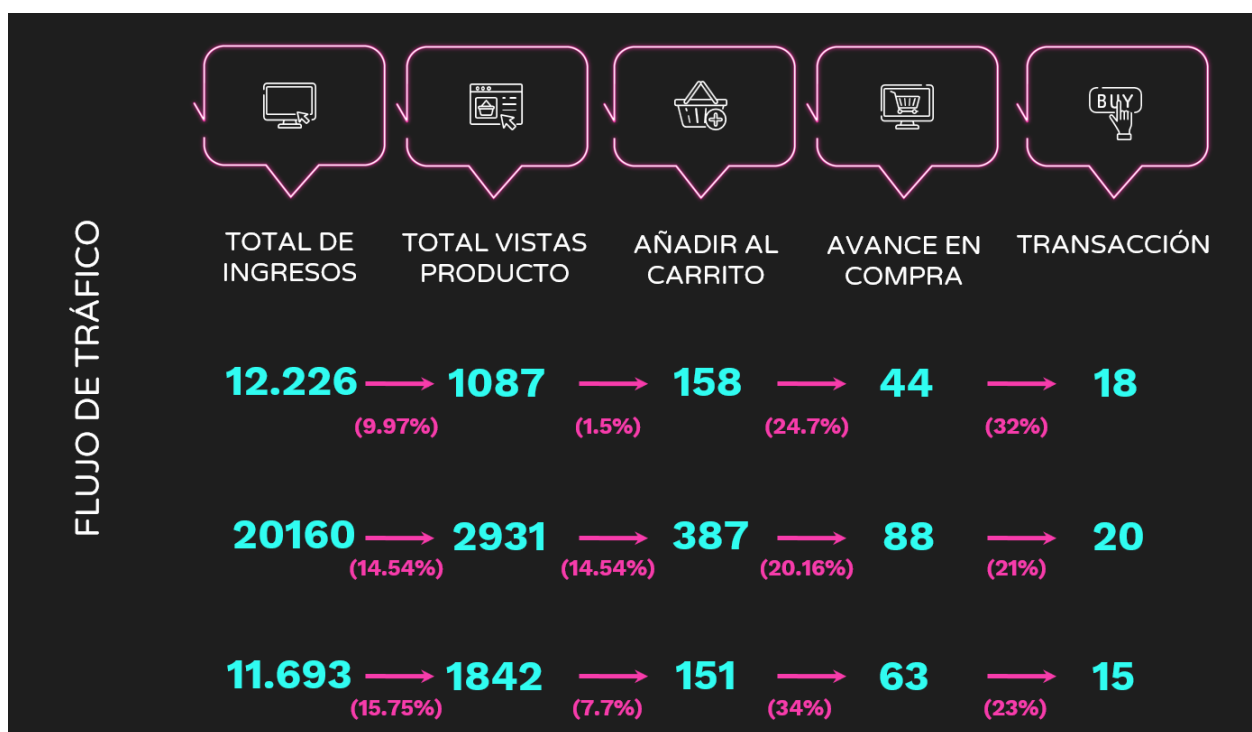 BUY
TOTAL DE
INGRESOS
TOTAL VISTAS
PRODUCTO
AÑADIR AL
CARRITO
AVANCE EN
COMPRA
TRANSACCIÓN
FLUJO DE TRÁFICO
12.226 1087 158 44 18
(9.97%) (1.5%) (24.7%) (32%)
20160 2931 387 88 20
(14.54%) (14.54%) (20.16%) (21%)
11.693 1842 151 63 15
(15.75%) (7.7%) (34%) (23%)